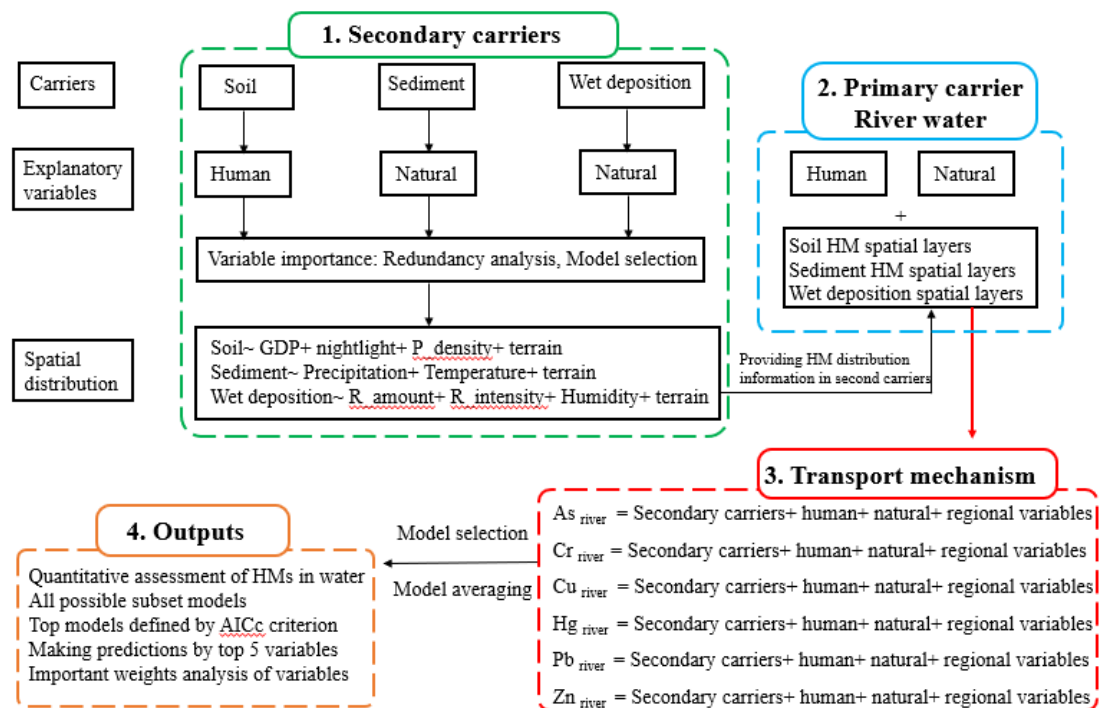 1. Secondary carriers
Carriers
Soil
Sediment
Wet deposition
Explanatory
variables
Human
Natural
Natural
Variable importance: Redundancy analysis, Model selection
Spatial
distribution
Soil~ GDP+ nightlight+ P_density+ terrain
Sediment~ Precipitation+ Temperature+ terrain
Wet deposition~ R_amount+ R_intensity+ Humidity+ terrain
2. Primary carrier
River water
Human
Natural
+
Soil HM spatial layers
Sediment HM spatial layers
Wet deposition spatial layers
Providing HM distribution
information in second carriers
3. Transport mechanism
As river = Secondary carriers+ human+ natural+ regional variables
Cr river = Secondary carriers+ human+ natural+ regional variables
Cu river = Secondary carriers+ human+ natural+ regional variables
Hg river = Secondary carriers+ human+ natural+ regional variables
Pb river = Secondary carriers+ human+ natural+ regional variables
Zn river = Secondary carriers+ human+ natural+ regional variables
Model selection
Model averaging
4. Outputs
Quantitative assessment of HMs in water
All possible subset models
Top models defined by AICc criterion
Making predictions by top 5 variables
Important weights analysis of variables